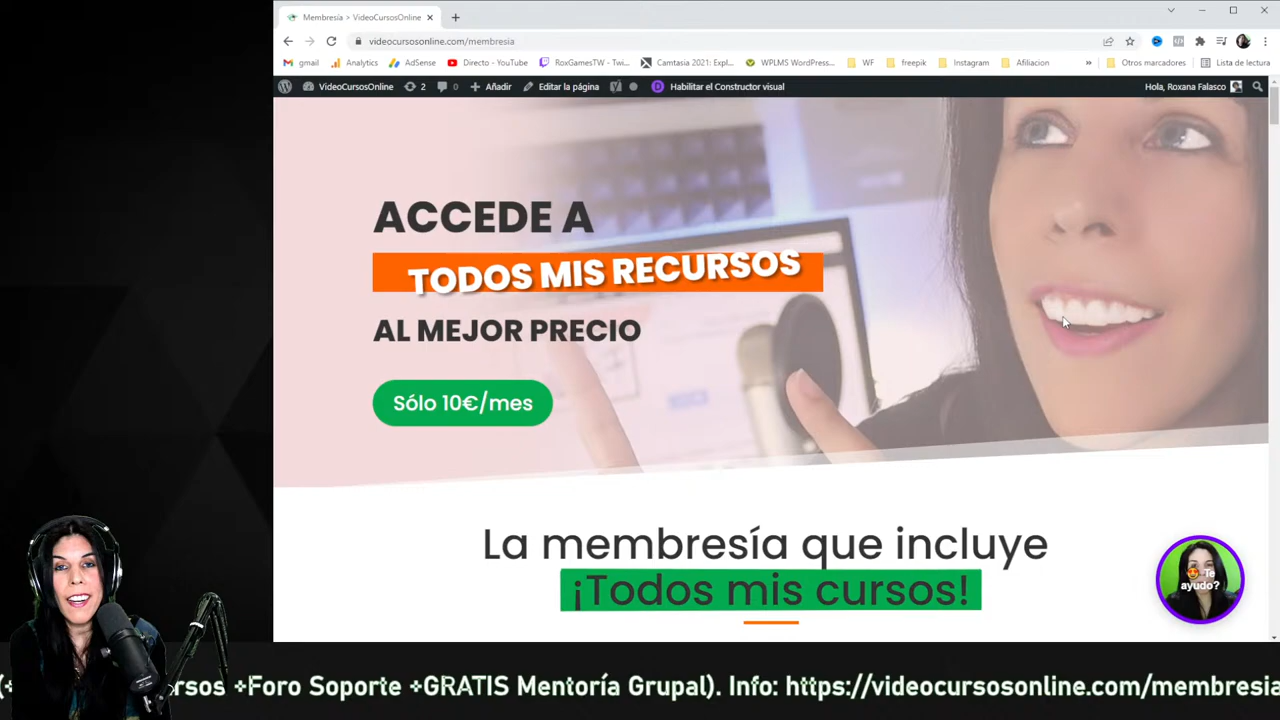 Membresía > VideoCursosOnline
videocursosonline.com/membresia
gmail
Analytics
AdSense
Directo - YouTube
RoxGamesTW - Twi...
Camtasia 2021: Expl...
WPLMS WordPress...
WF
freepik
Instagram
Afiliacion
»
Otros marcadores
Lista de lectura
VideoCursosOnline
2
0
Añadir
Editar la página
Habilitar el Constructor visual
Hola, Roxana Falasco
ACCEDE A
TODOS MIS RECURSOS
AL MEJOR PRECIO
Sólo 10€/mes
La membresía que incluye
¡Todos mis cursos!
Te
ayudo?
rsos +Foro Soporte +GRATIS Mentoría Grupal). Info: https://videocursosonline.com/membresia